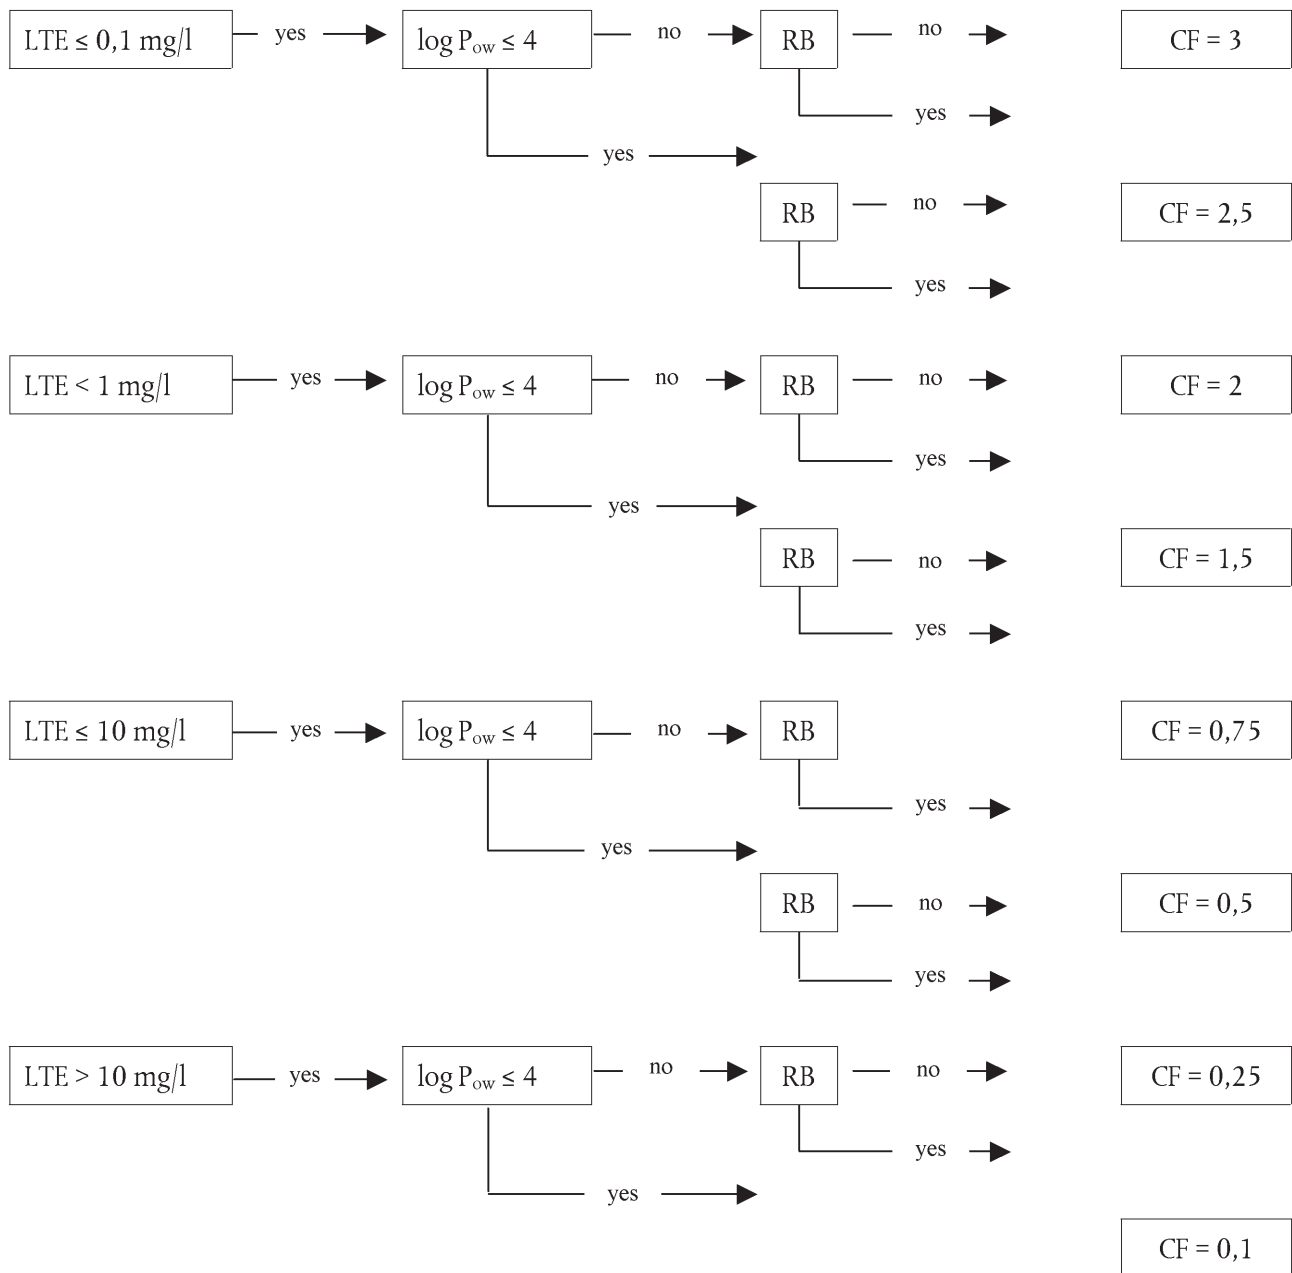 LTE ≤ 0,1 mg/l yes log Pow ≤ 4 no RB no CF = 3
yes
yes
RB no CF = 2,5
yes
LTE < 1 mg/l yes log Pow ≤ 4 no RB no CF = 2
yes
yes
RB no CF = 1,5
yes
LTE ≤ 10 mg/l yes log Pow ≤ 4 no RB CF = 0,75
yes
yes
RB no CF = 0,5
yes
LTE > 10 mg/l yes log Pow ≤ 4 no RB no CF = 0,25
yes
yes
CF = 0,1